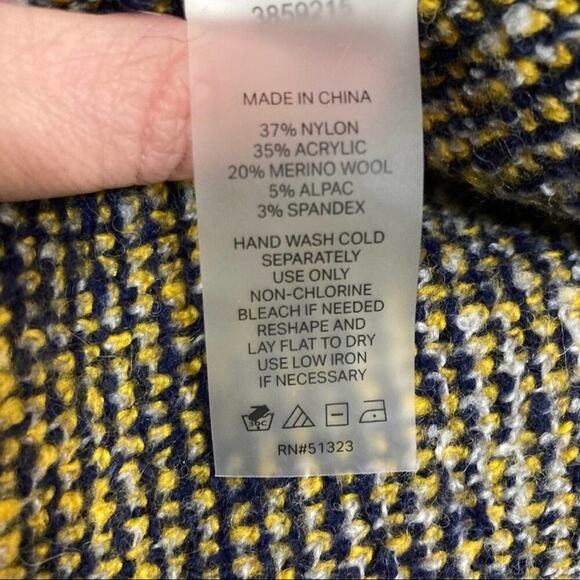 3859215
MADE IN CHINA
37% NYLON
35% ACRYLIC
20% MERINO WOOL
5% ALPAC
3% SPANDEX
HAND WASH COLD
SEPARATELY
USE ONLY
NON-CHLORINE
BLEACH IF NEEDED
RESHAPE AND
LAY FLAT TO DRY
USE LOW IRON
IF NECESSARY
30C
RN#51323